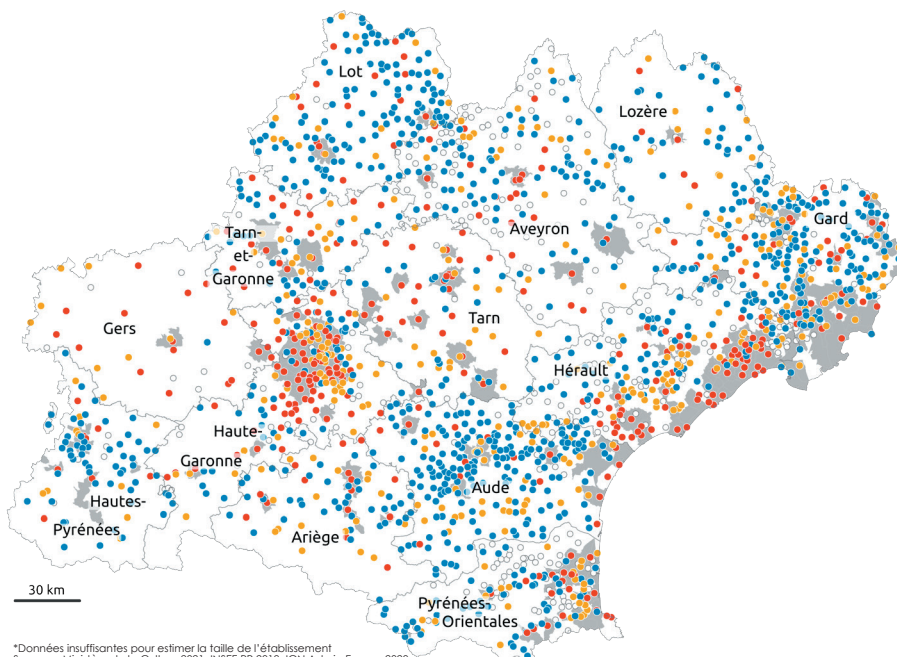 Lot
Lozère
Gard
Aveyron
Tarn-
et-
Garonne
Tarn
Gers
Hérault
Haute-
Garonne
Aude
Hautes-
Pyrénées
Ariège
Pyrénées-
Orientales
30 km
*Données insuffisantes pour estimer la taille de l'établissement